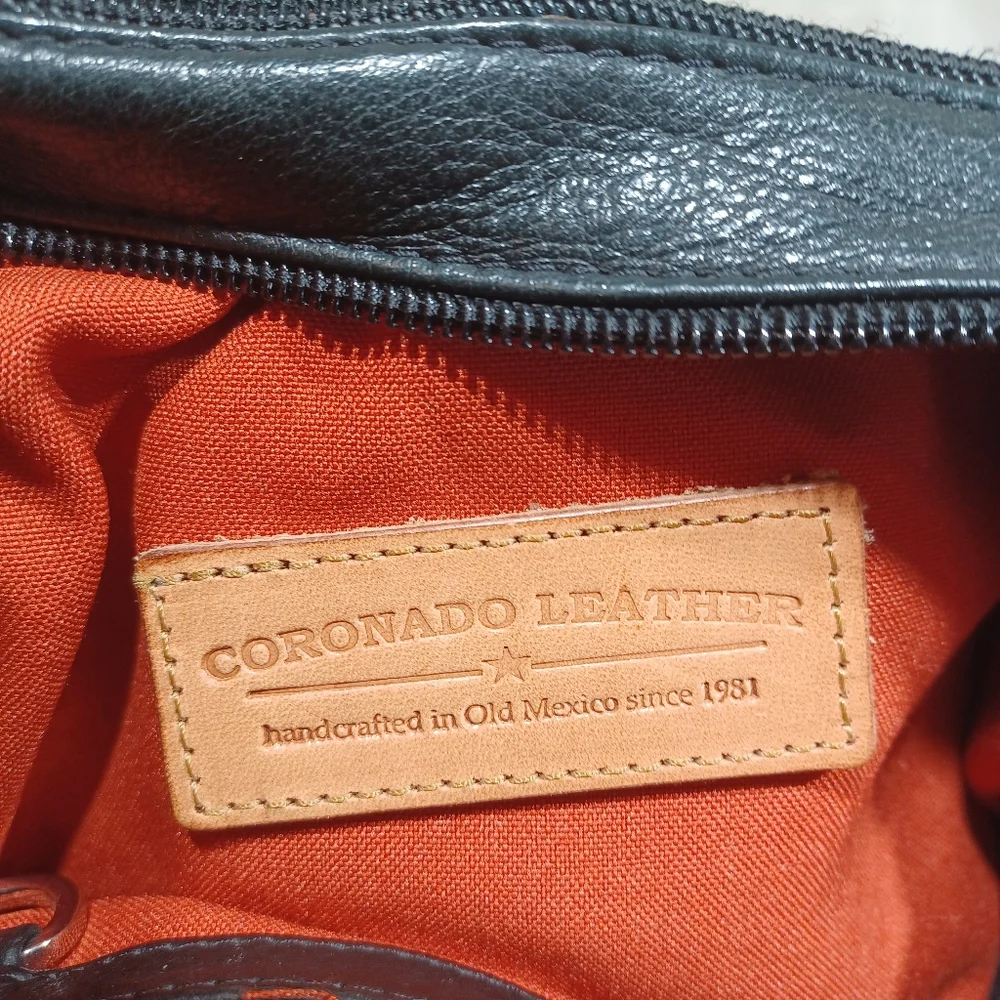 CORONADO LEATHER
handcrafted in Old Mexico since 1981